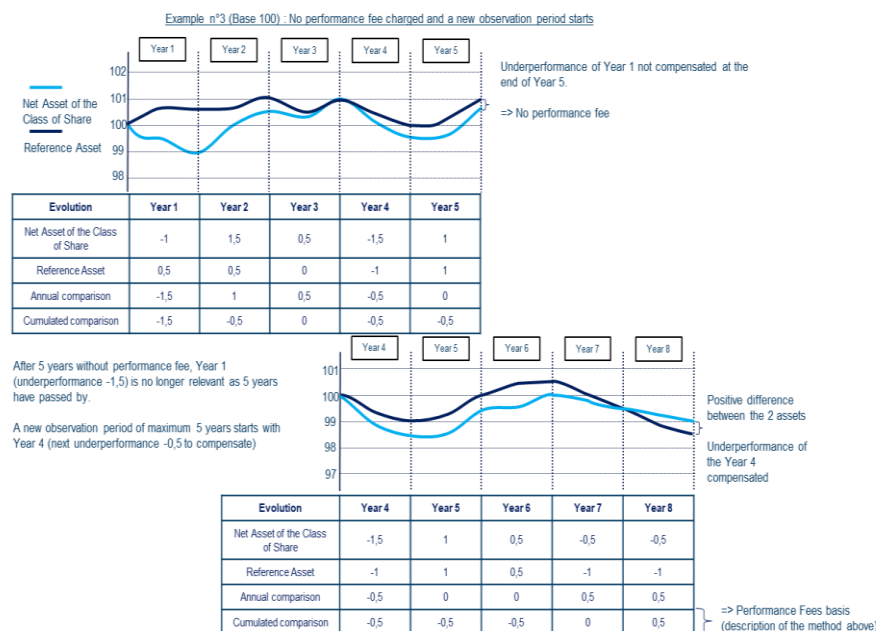 Example n°3 (Base 100) : No performance fee charged and a new observation period starts
Year 1 Year 2 Year 3 Year 4 Year 5
102
101
100
99
98
Net Asset of the
Class of Share
Reference Asset
Underperformance of Year 1 not compensated at the
end of Year 5.
=> No performance fee
Evolution Year 1 Year 2 Year 3 Year 4 Year 5
Net Asset of the Class
of Share -1 1,5 0,5 -1,5 1
Reference Asset 0,5 0,5 0 -1 1
Annual comparison -1,5 1 0,5 -0,5 0
Cumulated comparison -1,5 -0,5 0 -0,5 -0,5
After 5 years without performance fee, Year 1
(underperformance -1,5) is no longer relevant as 5 years
have passed by.
A new observation period of maximum 5 years starts with
Year 4 (next underperformance -0,5 to compensate)
Year 4 Year 5 Year 6 Year 7 Year 8
101
100
99
98
97
Positive difference
between the 2 assets
Underperformance of
the Year 4
compensated
Evolution Year 4 Year 5 Year 6 Year 7 Year 8
Net Asset of the Class
of Share -1,5 1 0,5 -0,5 -0,5
Reference Asset -1 1 0,5 -1 -1
Annual comparison -0,5 0 0 0,5 0,5
Cumulated comparison -0,5 -0,5 -0,5 0 0,5
=> Performance Fees basis
(description of the method above)